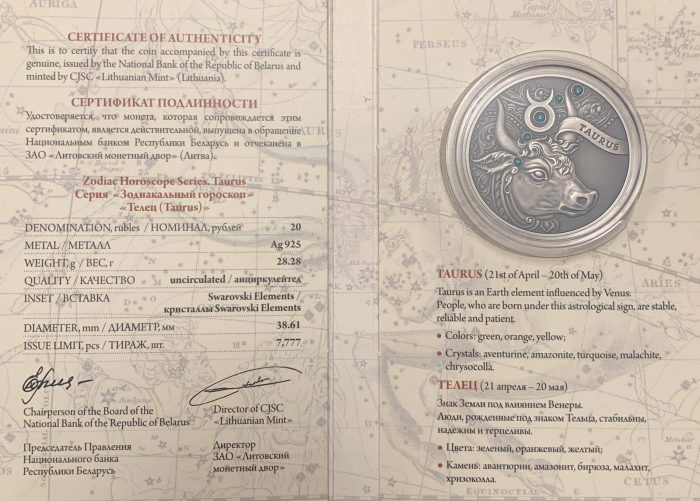 AURIGA
CERTIFICATE OF AUTHENTICITY
This is to certify that the coin accompanied by this certificate is
genuine, issued by the National Bank of the Republic of Belarus and
minted by CJSC «Lithuanian Mint» (Lithuania).
СЕРТИФИКАТ ПОДЛИННОСТИ
Удостоверяется, что монета, которая сопровождается этим
сертификатом, является действительной, выпущена в обращение
Национальным банком Республики Беларусь и отчеканена в
ЗАО «Литовский монетный двор» (Литва).
Zodiac Horoscope Series. Taurus
Серия «Зодиакальный гороскоп»
«Телец (Taurus)»
DENOMINATION, rubles / НОМИНАЛ, рублей 20
METAL / МЕТАЛЛ Ag 925
WEIGHT, g / ВЕС, г 28.28
QUALITY / КАЧЕСТВО uncirculated / анциркулейтед
INSET / ВСТАВКА Swarovski Elements /
кристаллы Swarovski Elements
DIAMETER, mm / ДИАМЕТР, мм 38.61
ISSUE LIMIT, pcs / ТИРАЖ, шт. 7,777
Chairperson of the Board of the
National Bank of the Republic of Belarus
Председатель Правления
Национального банка
Республики Беларусь
Director of CJSC
«Lithuanian Mint»
Директор
ЗАО «Литовский
монетный двор»
PERSEUS
Caput
Medusae
TAURUS
ARIES
TAURUS (21st of April – 20th of May)
Taurus is an Earth element influenced by Venus.
People, who are born under this astrological sign, are stable,
reliable and patient.
• Colors: green, orange, yellow;
• Crystals: aventurine, amazonite, turquoise, malachite,
chrysocolla.
ТЕЛЕЦ (21 апреля – 20 мая)
Знак Земли под влиянием Венеры.
Люди, рожденные под знаком Тельца, стабильны,
надежны и терпеливы.
• Цвета: зеленый, оранжевый, желтый;
• Камень: авантюрин, амазонит, бирюза, малахит,
хризоколла.
EQUINOCTIAL
CETUS